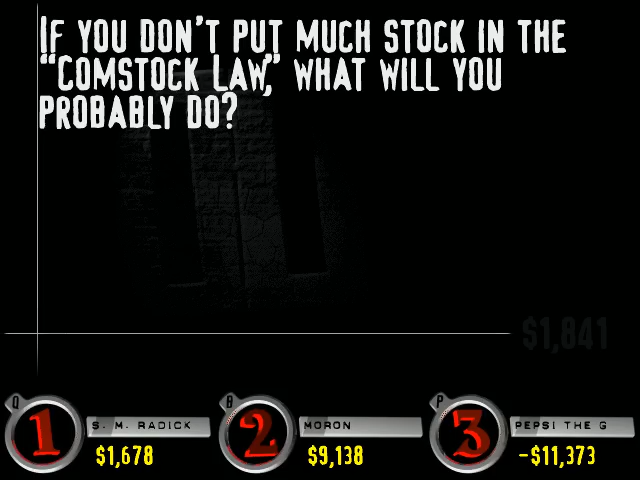 IF YOU DON'T PUT MUCH STOCK IN THE
“COMSTOCK LAW,” WHAT WILL YOU
PROBABLY DO?
$1,841
Q B P
1 S. M. RADICK 2 MORON 3 PEPSI THE G
$1,678 $9,138 -$11,373